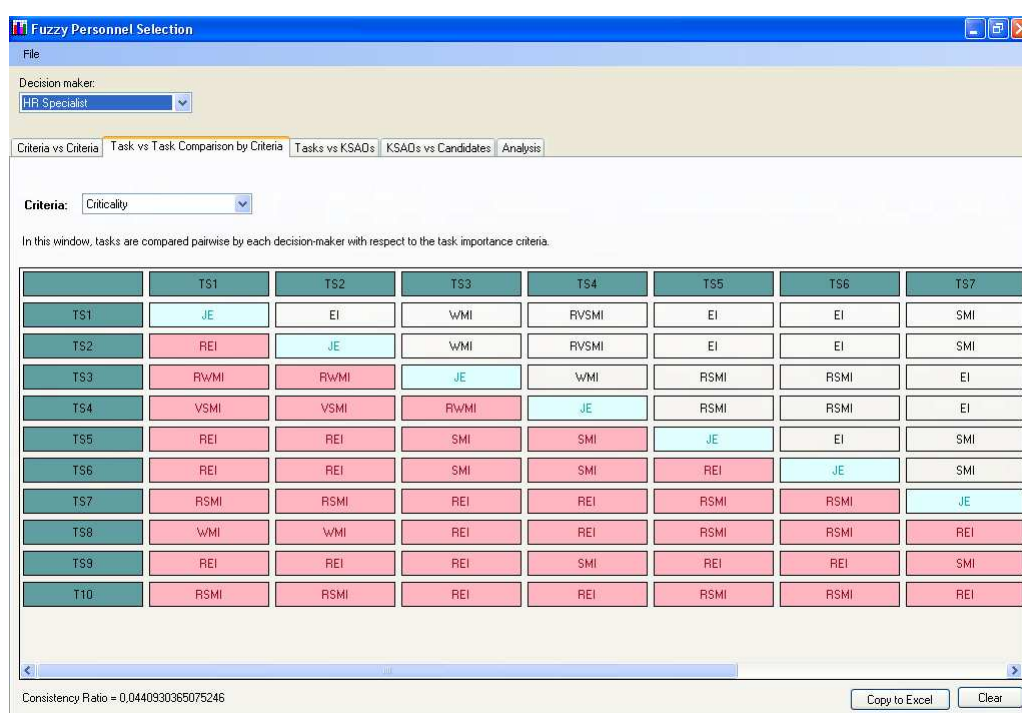 Fuzzy Personnel Selection
File
Decision maker:
HR Specialist
Criteria vs Criteria Task vs Task Comparison by Criteria Tasks vs KSAOs KSAOs vs Candidates Analysis
Criteria: Criticality
In this window, tasks are compared pairwise by each decision-maker with respect to the task importance criteria.
TS1 TS2 TS3 TS4 TS5 TS6 TS7
TS1 JE EI WMI RVSMI EI EI SMI
TS2 REI JE WMI RVSMI EI EI SMI
TS3 RWMI RWMI JE WMI RSMI RSMI EI
TS4 VSMI VSMI RWMI JE RSMI RSMI EI
TS5 REI REI SMI SMI JE EI SMI
TS6 REI REI SMI SMI REI JE SMI
TS7 RSMI RSMI REI REI RSMI RSMI JE
TS8 WMI WMI REI REI RSMI RSMI REI
TS9 REI REI REI SMI REI REI SMI
T10 RSMI RSMI REI REI RSMI RSMI REI
Consistency Ratio = 0,0440930365075246
Copy to Excel Clear